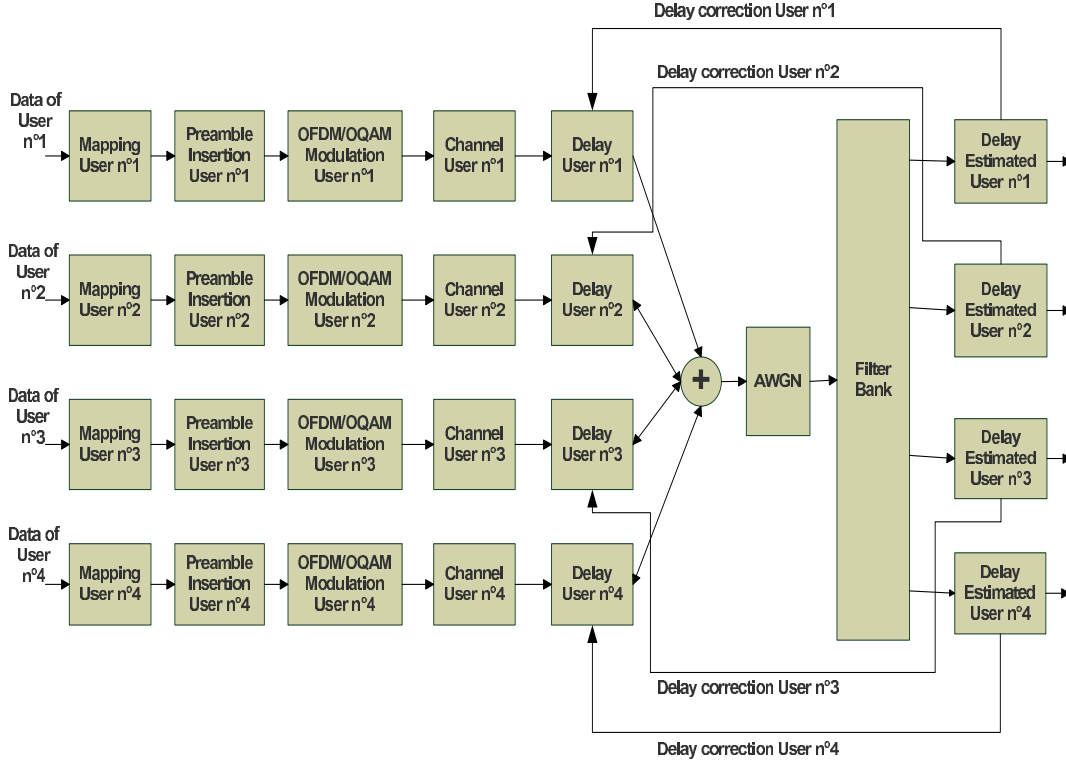 Delay correction User n°1
Delay correction User n°2
Data of
User
n°1
Mapping
User n°1
Preamble
Insertion
User n°1
OFDM/OQAM
Modulation
User n°1
Channel
User n°1
Delay
User n°1
Delay
Estimated
User n°1
Data of
User
n°2
Mapping
User n°2
Preamble
Insertion
User n°2
OFDM/OQAM
Modulation
User n°2
Channel
User n°2
Delay
User n°2
Delay
Estimated
User n°2
+
AWGN
Filter
Bank
Data of
User
n°3
Mapping
User n°3
Preamble
Insertion
User n°3
OFDM/OQAM
Modulation
User n°3
Channel
User n°3
Delay
User n°3
Delay
Estimated
User n°3
Data of
User
n°4
Mapping
User n°4
Preamble
Insertion
User n°4
OFDM/OQAM
Modulation
User n°4
Channel
User n°4
Delay
User n°4
Delay
Estimated
User n°4
Delay correction User n°3
Delay correction User n°4